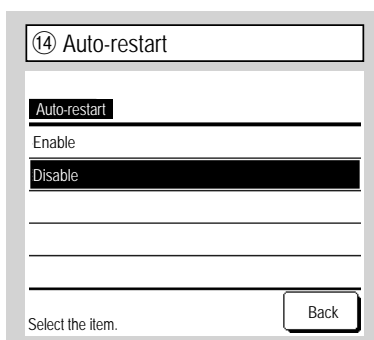 ⑭ Auto-restart
Auto-restart
Enable
Disable
Select the item.
Back